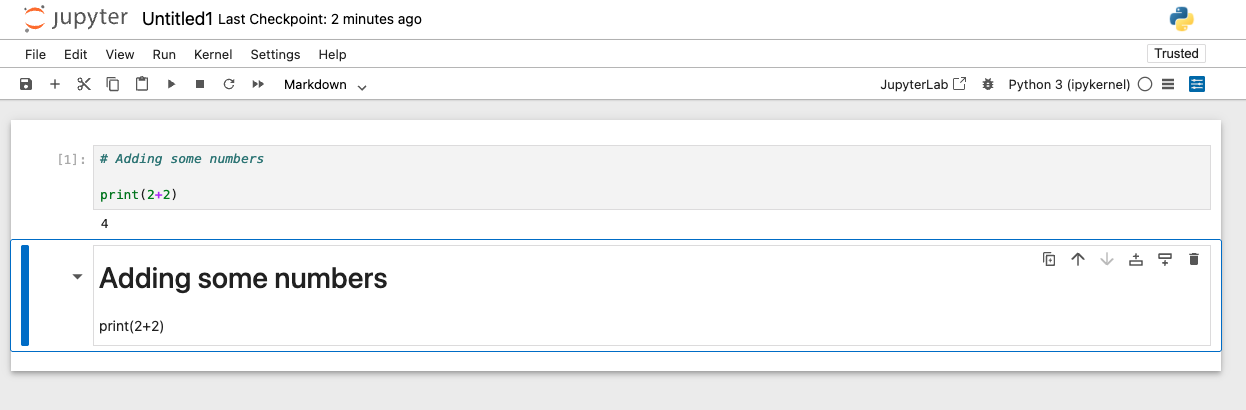 jupyter Untitled1 Last Checkpoint: 2 minutes ago
File Edit View Run Kernel Settings Help Trusted
Markdown JupyterLab Python 3 (ipykernel)
[1]: # Adding some numbers
print(2+2)
4
Adding some numbers
print(2+2)